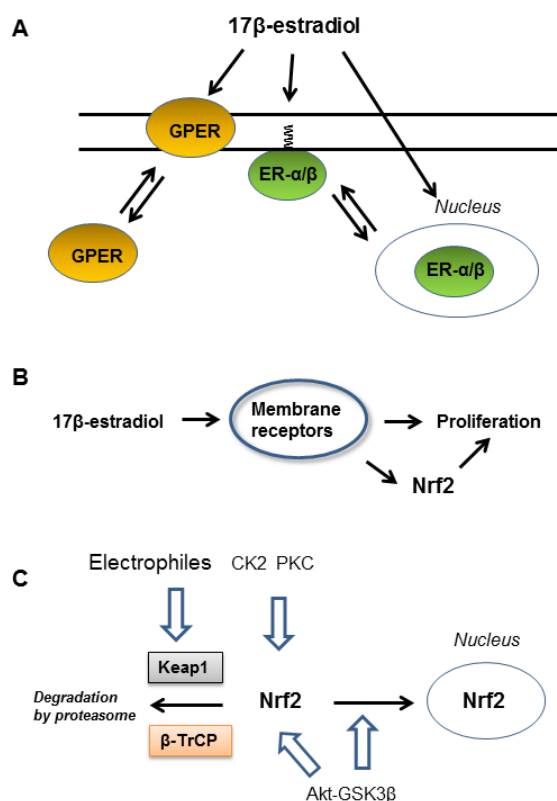 A
17β-estradiol
GPER
ER-α/β
Nucleus
GPER
ER-α/β
B
17β-estradiol
Membrane
receptors
Proliferation
Nrf2
C
Electrophiles
CK2 PKC
Nucleus
Keap1
Degradation
by proteasome
Nrf2
Nrf2
β-TrCP
Akt-GSK3β